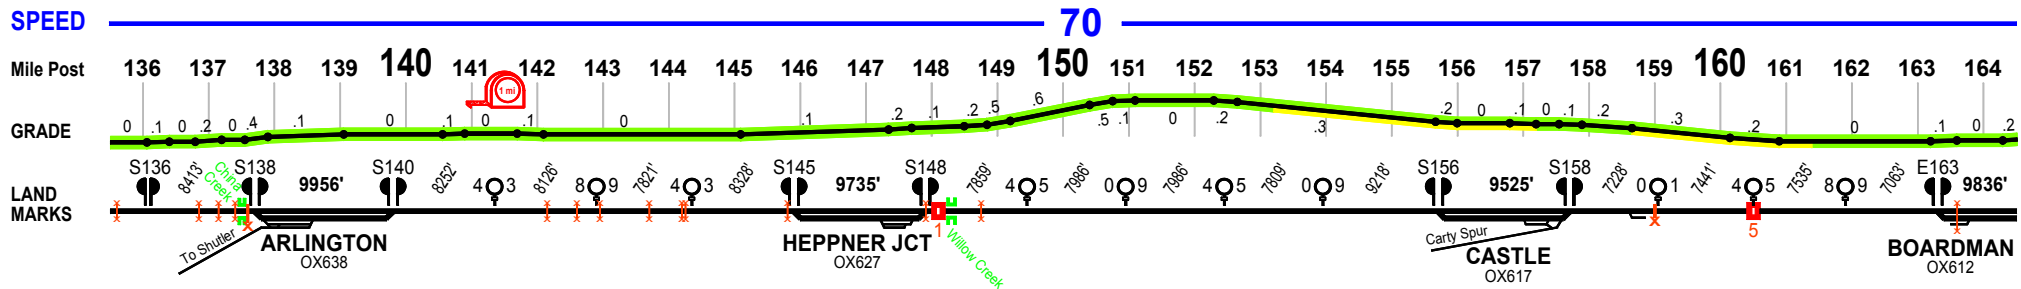 SPEED 70
Mile Post 136 137 138 139 140 141 142 143 144 145 146 147 148 149 150 151 152 153 154 155 156 157 158 159 160 161 162 163 164
1 mi
GRADE 0 .1 0 .2 0 .4 .1 0 .1 0 .1 0 .1 .2 .1 .2 .5 .6 .5 .1 0 .2 .3 .2 0 .1 0 .1 .2 .3 .2 0 .1 0 .2
S136 S138 S140 S145 S148 S156 S158 E163
LAND MARKS
8413' China Creek 9956' 8252' 4 3 8126' 8 9 7821' 4 3 8328' 9735' 7859' 4 5 7986' 0 9 7986' 4 5 7809' 0 9 9218' 9525' 7228' 0 1 7441' 4 5 7535' 8 9 7063' 9836'
To Shutler
ARLINGTON
OX638
HEPPNER JCT
OX627
1
Willow Creek
Carty Spur
CASTLE
OX617
5
BOARDMAN
OX612